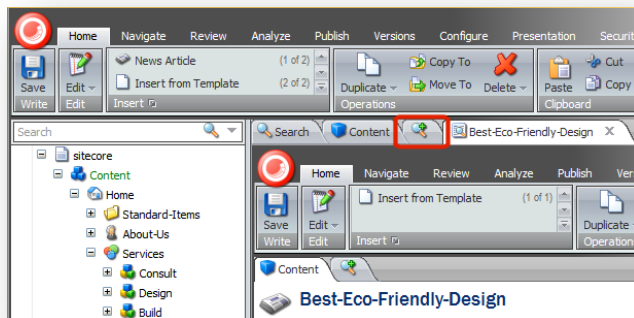 Home Navigate Review Analyze Publish Versions Configure Presentation Securit
News Article (1 of 2) Copy To Cut
Insert from Template (2 of 2) Move To Copy
Save Edit Duplicate Delete Paste
Write Edit Insert Operations Clipboard
Search Search Content Best-Eco-Friendly-Design X
sitecore
Content
Home
Standard-Items
About-Us
Services
Consult
Design
Build
Home Navigate Review Analyze Publish Ver
Insert from Template (1 of 1)
Save Edit Duplicate
Write Edit Insert Operation
Content
Best-Eco-Friendly-Design